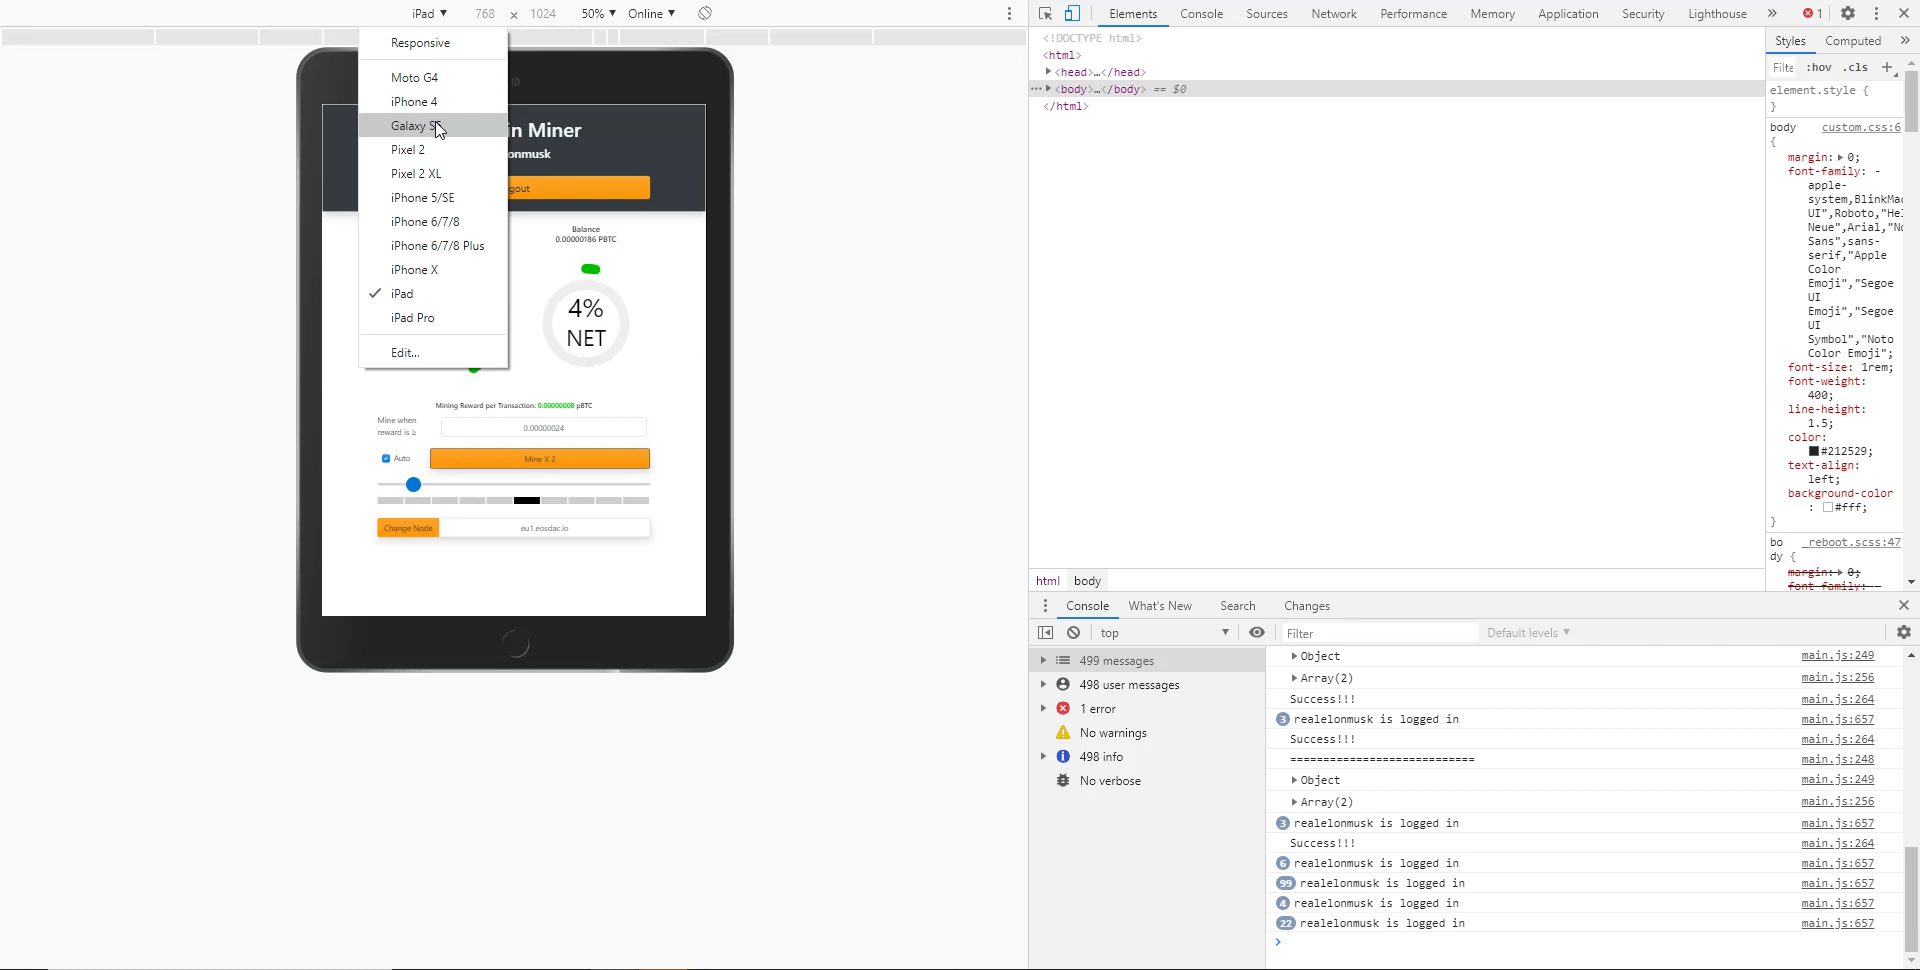 iPad ▼ 768 × 1024 50% ▼ Online ▼
Responsive
Moto G4
iPhone 4
Galaxy
Pixel 2
Pixel 2 XL
iPhone 5/SE
iPhone 6/7/8
iPhone 6/7/8 Plus
iPhone X
iPad
iPad Pro
Edit...
in Miner
onmusk
gout
Balance
0.00000186 PBTC
4%
NET
Mining Reward per Transaction: 0.00000008 pBTC
Mine when
reward is ≥
0.00000024
Auto
Mine X 2
Change Node
eu1.eosdac.io
Elements Console Sources Network Performance Memory Application Security Lighthouse » 1
<!DOCTYPE html>
<html>
<head>…</head>
<body>…</body> == $0
</html>
html body
Styles Computed »
Filte :hov .cls +
element.style {
}
body custom.css:6
{
margin: 0;
font-family: -
apple-
system,BlinkMac
UI",Roboto,"Hel
Neue",Arial,"No
Sans",sans-
serif,"Apple
Color
Emoji","Segoe
UI
Emoji","Segoe
UI
Symbol","Noto
Color Emoji";
font-size: 1rem;
font-weight:
400;
line-height:
1.5;
color:
#212529;
text-align:
left;
background-color
: #fff;
}
bo _reboot.scss:47
dy {
margin: 0;
font-family: -
Console What's New Search Changes
top ▼ Filter Default levels ▼
499 messages
498 user messages
1 error
No warnings
498 info
No verbose
Object main.js:249
Array(2) main.js:256
Success!!! main.js:264
3 realelonmusk is logged in main.js:657
Success!!! main.js:264
============================ main.js:248
Object main.js:249
Array(2) main.js:256
3 realelonmusk is logged in main.js:657
Success!!! main.js:264
6 realelonmusk is logged in main.js:657
99 realelonmusk is logged in main.js:657
4 realelonmusk is logged in main.js:657
22 realelonmusk is logged in main.js:657